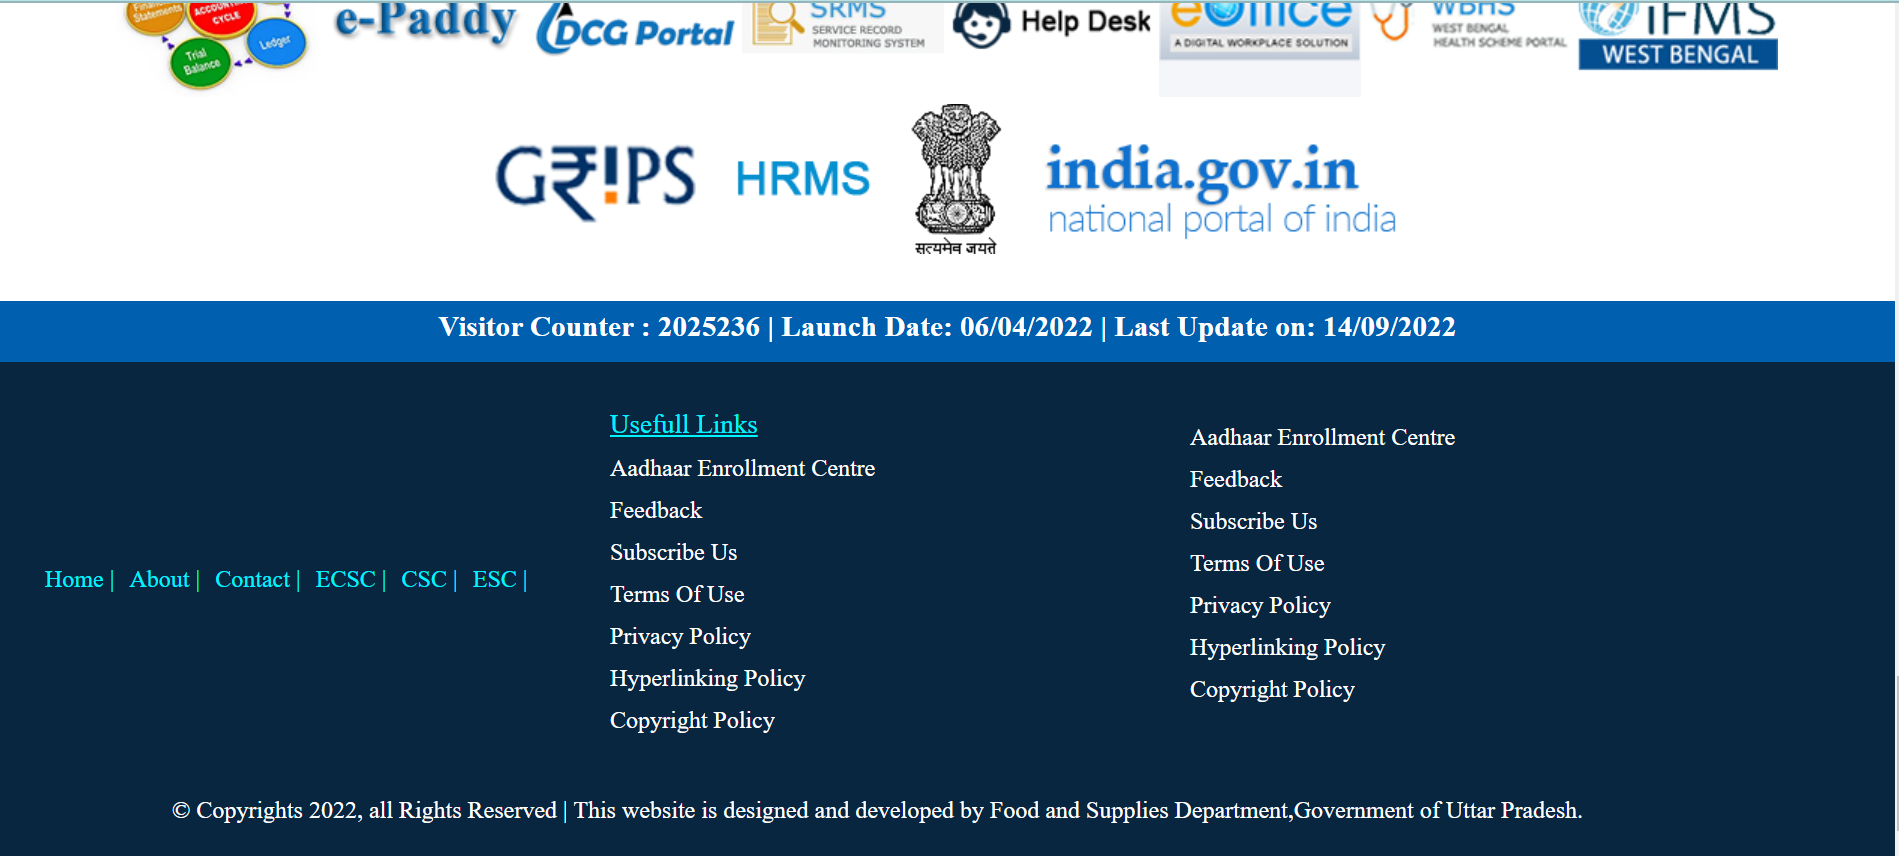 Financial
Statements
ACCOUNTING
CYCLE
Ledger
Trial
Balance
e-Paddy
DCG Portal
SRMS
SERVICE RECORD
MONITORING SYSTEM
Help Desk
eOffice
A DIGITAL WORKPLACE SOLUTION
WBHS
WEST BENGAL
HEALTH SCHEME PORTAL
iFMS
WEST BENGAL
GRIPS
HRMS
सत्यमेव जयते
india.gov.in
national portal of india
Visitor Counter : 2025236 | Launch Date: 06/04/2022 | Last Update on: 14/09/2022
Home | About | Contact | ECSC | CSC | ESC |
Usefull Links
Aadhaar Enrollment Centre
Feedback
Subscribe Us
Terms Of Use
Privacy Policy
Hyperlinking Policy
Copyright Policy
Aadhaar Enrollment Centre
Feedback
Subscribe Us
Terms Of Use
Privacy Policy
Hyperlinking Policy
Copyright Policy
© Copyrights 2022, all Rights Reserved | This website is designed and developed by Food and Supplies Department,Government of Uttar Pradesh.